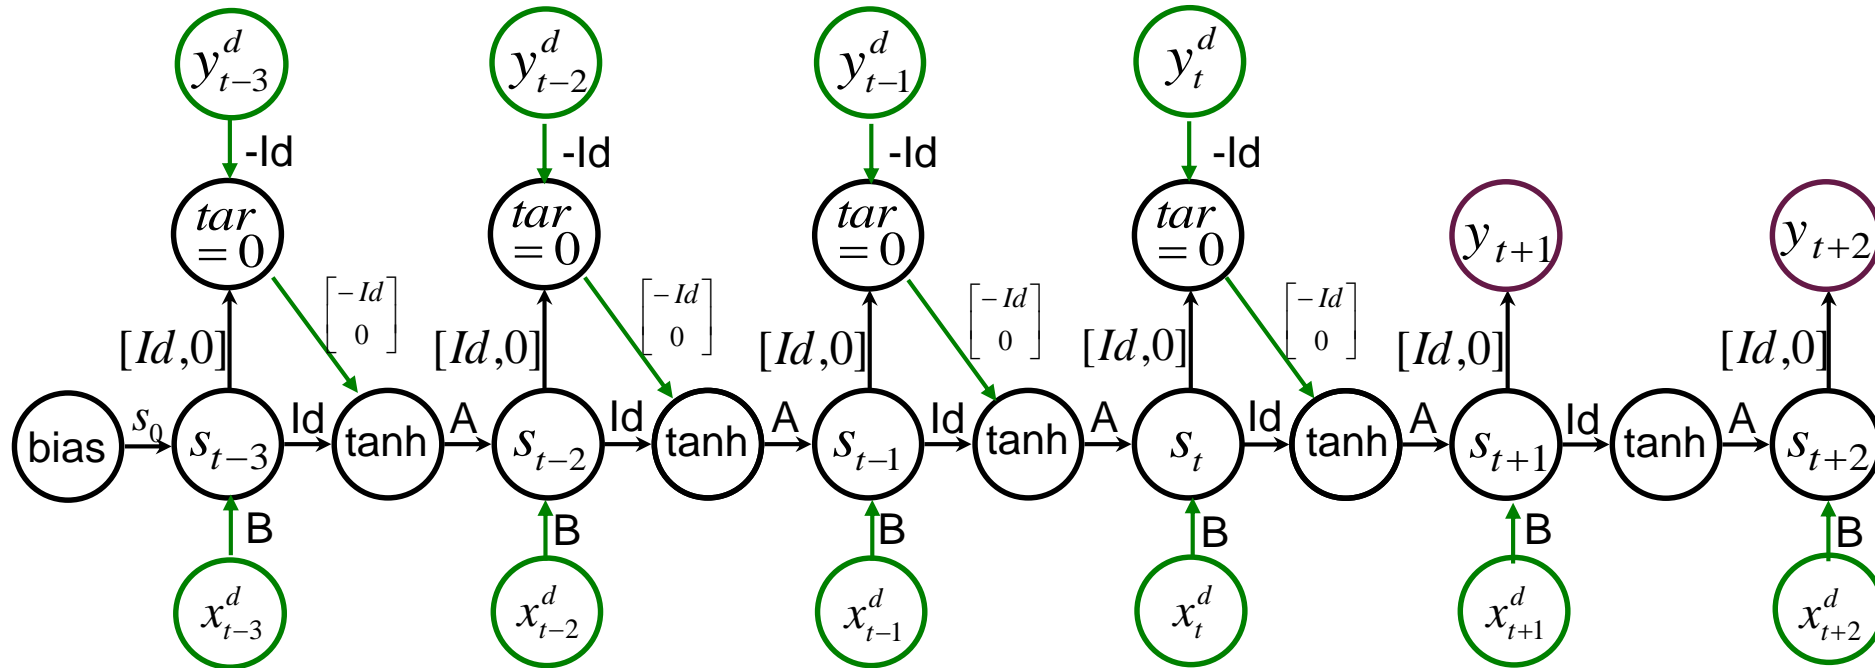 y^d_{t-3} y^d_{t-2} y^d_{t-1} y^d_t
-Id -Id -Id -Id
tar =0 tar =0 tar =0 tar =0 y_{t+1} y_{t+2}
[-Id 0] [-Id 0] [-Id 0] [-Id 0]
[Id,0] [Id,0] [Id,0] [Id,0] [Id,0] [Id,0]
bias s_0 s_{t-3} Id tanh A s_{t-2} Id tanh A s_{t-1} Id tanh A s_t Id tanh A s_{t+1} Id tanh A s_{t+2}
B B B B B B
x^d_{t-3} x^d_{t-2} x^d_{t-1} x^d_t x^d_{t+1} x^d_{t+2}